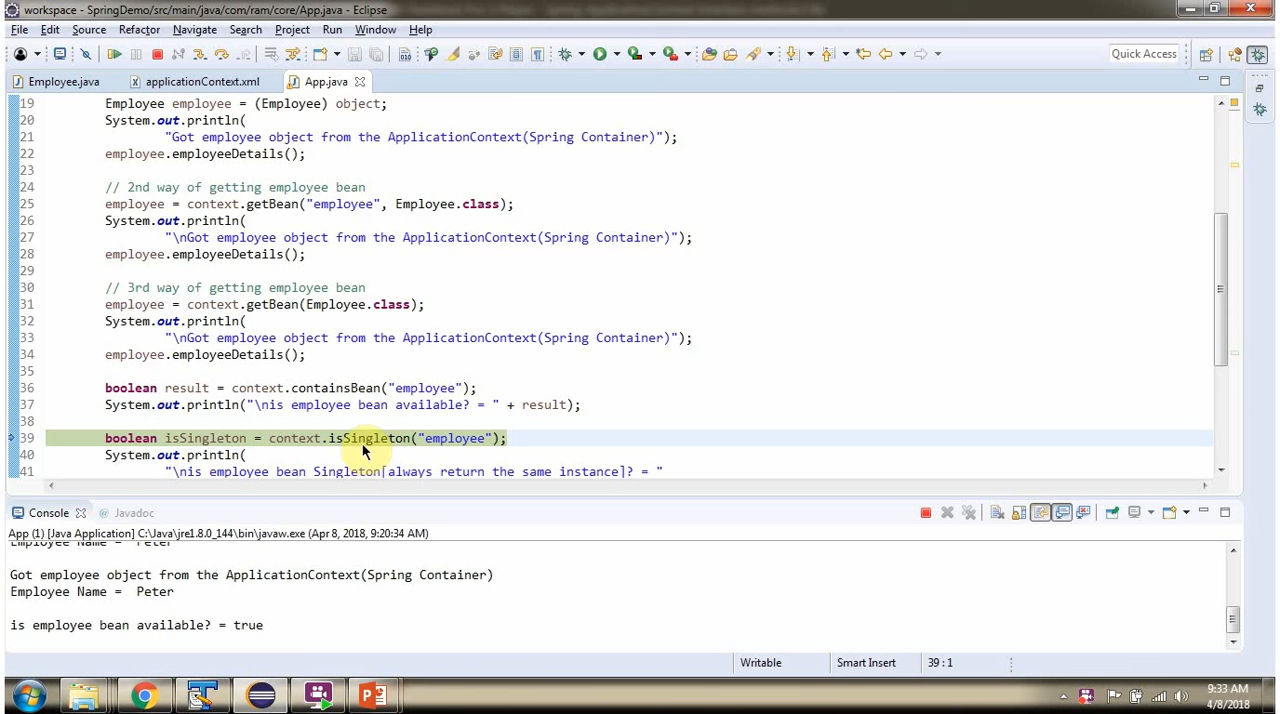 workspace - SpringDemo/src/main/java/com/ram/core/App.java - Eclipse
File Edit Source Refactor Navigate Search Project Run Window Help
Quick Access
Employee.java applicationContext.xml App.java
19 Employee employee = (Employee) object;
20 System.out.println(
21 "Got employee object from the ApplicationContext(Spring Container)");
22 employee.employeeDetails();
23
24 // 2nd way of getting employee bean
25 employee = context.getBean("employee", Employee.class);
26 System.out.println(
27 "\nGot employee object from the ApplicationContext(Spring Container)");
28 employee.employeeDetails();
29
30 // 3rd way of getting employee bean
31 employee = context.getBean(Employee.class);
32 System.out.println(
33 "\nGot employee object from the ApplicationContext(Spring Container)");
34 employee.employeeDetails();
35
36 boolean result = context.containsBean("employee");
37 System.out.println("\nis employee bean available? = " + result);
38
39 boolean isSingleton = context.isSingleton("employee");
40 System.out.println(
41 "\nis employee bean Singleton[always return the same instance]? = "
Console Javadoc
App (1) [Java Application] C:\Java\jre1.8.0_144\bin\javaw.exe (Apr 8, 2018, 9:20:34 AM)
Employee Name = Peter
Got employee object from the ApplicationContext(Spring Container)
Employee Name = Peter
is employee bean available? = true
Writable Smart Insert 39 : 1
9:33 AM
4/8/2018